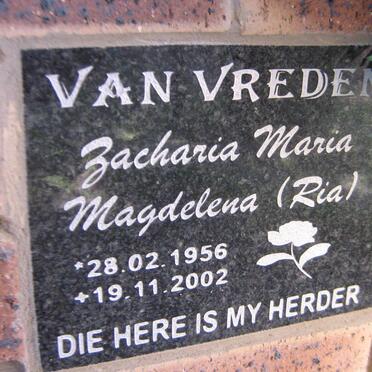 VAN VREDEN
Zacharia Maria
Magdelena (Ria)
*28.02.1956
+19.11.2002
DIE HERE IS MY HERDER